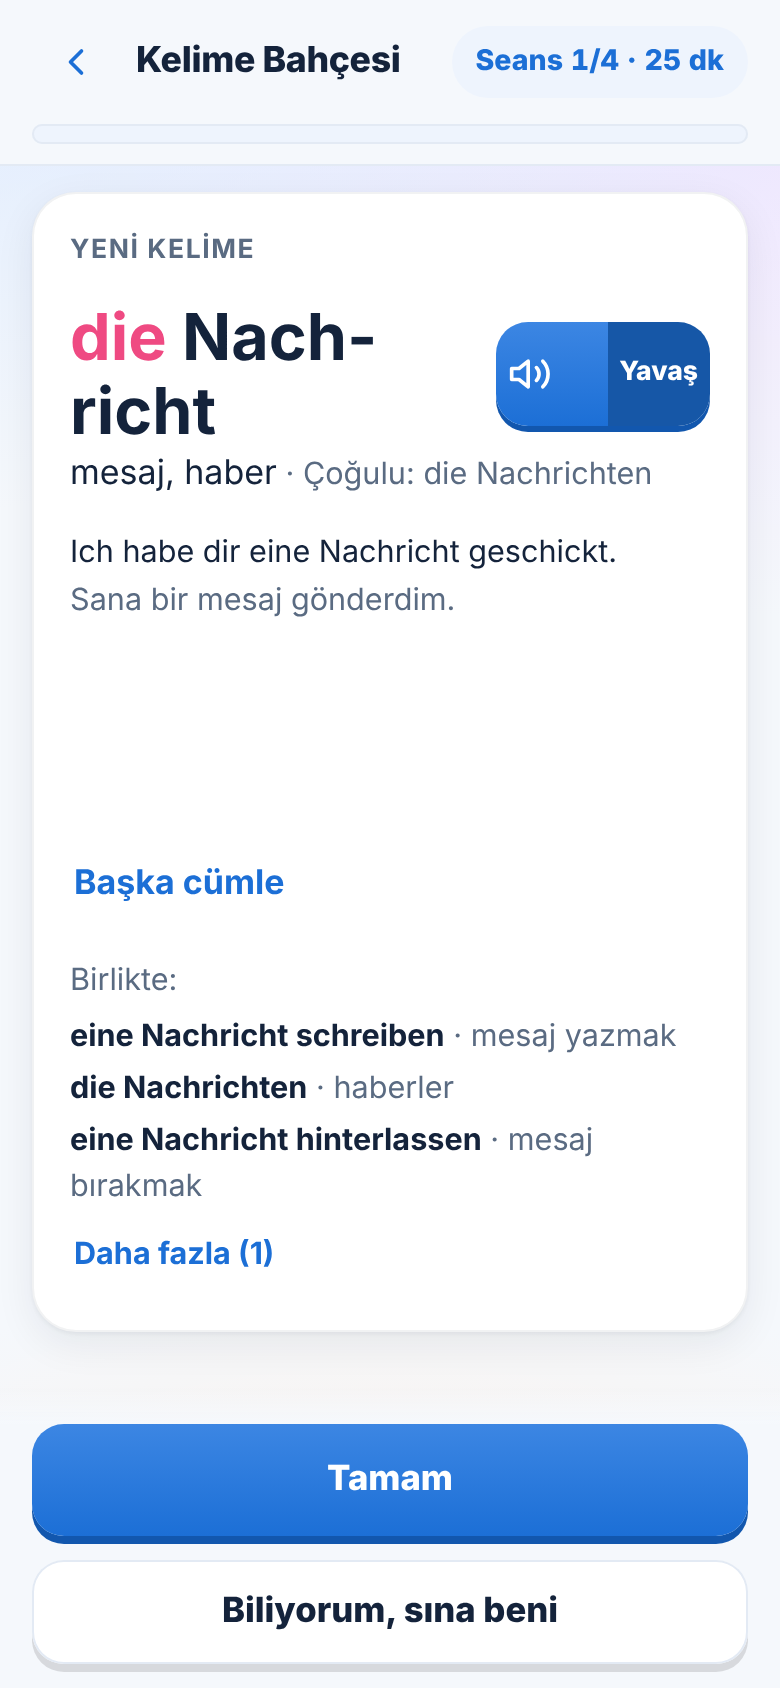 Kelime Bahçesi
Seans 1/4 · 25 dk
YENİ KELİME
die Nach-
richt
Yavaş
mesaj, haber · Çoğulu: die Nachrichten
Ich habe dir eine Nachricht geschickt.
Sana bir mesaj gönderdim.
Başka cümle
Birlikte:
eine Nachricht schreiben · mesaj yazmak
die Nachrichten · haberler
eine Nachricht hinterlassen · mesaj
bırakmak
Daha fazla (1)
Tamam
Biliyorum, sına beni